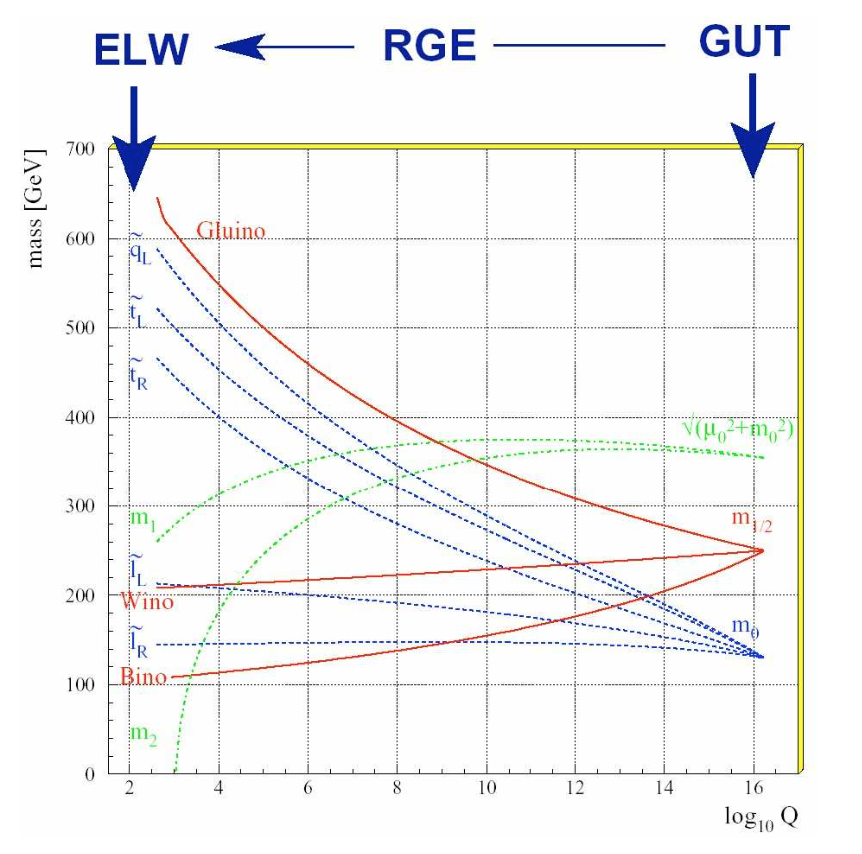 ELW RGE GUT
mass [GeV]
700
600
500
400
300
200
100
0
Gluino
q̃L
t̃L
t̃R
√(μ₀²+m₀²)
m₁
m1/2
l̃L
Wino
m₀
l̃R
Bino
m₂
2 4 6 8 10 12 14 16
log₁₀ Q